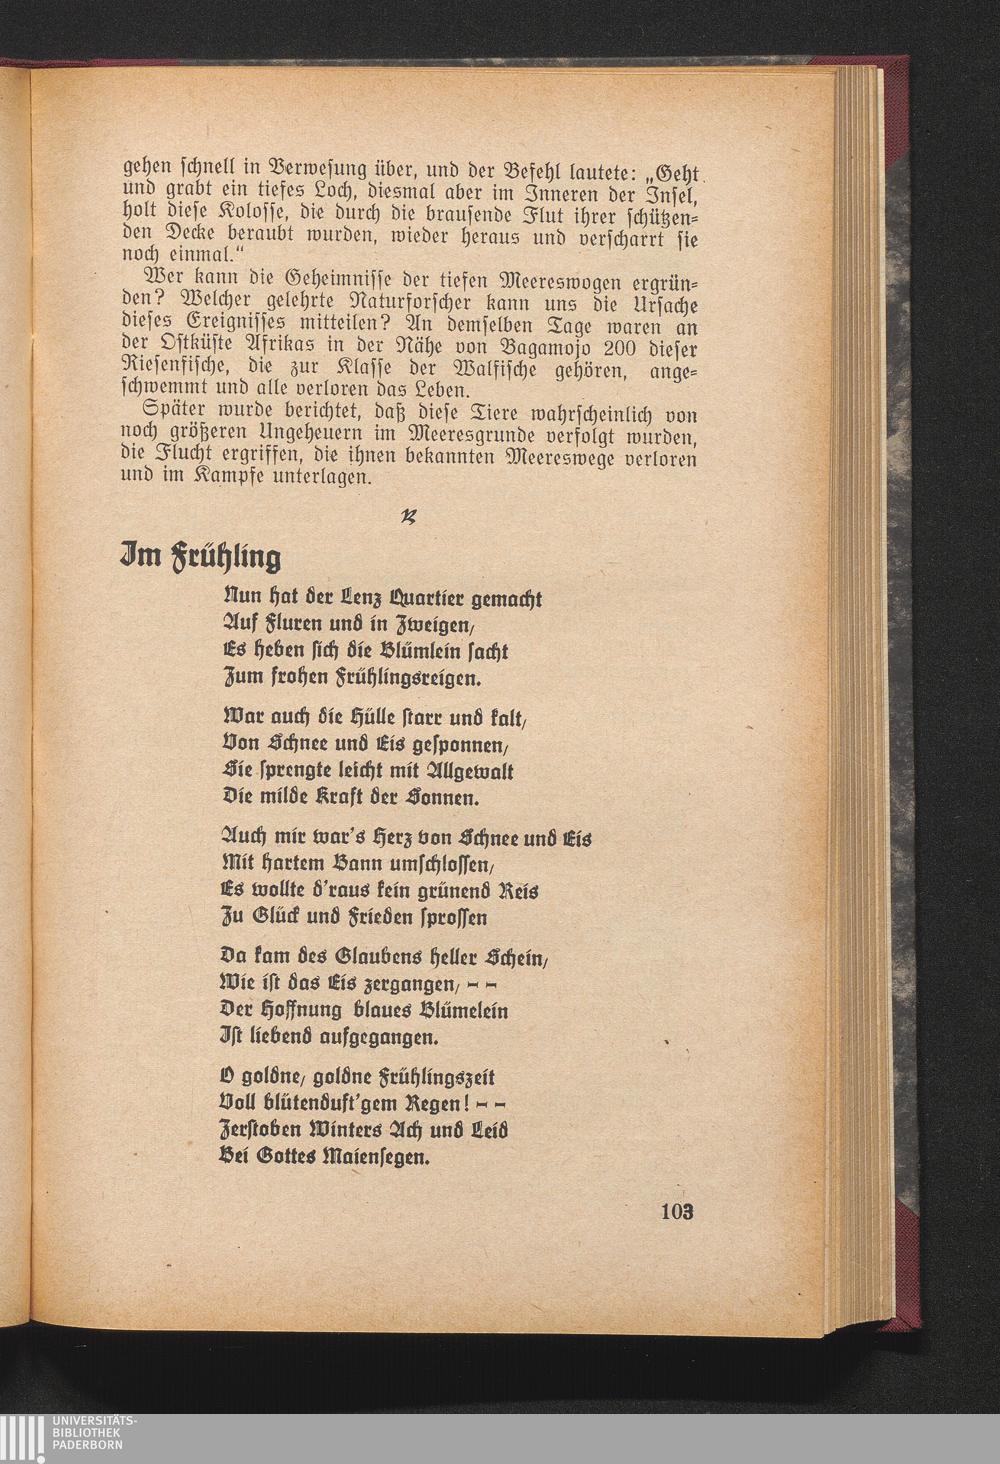 gehen schnell in Verwesung über, und der Befehl lautete: „Geht
und grabt ein tiefes Loch, diesmal aber im Inneren der Insel,
holt diese Kolosse, die durch die brausende Flut ihrer schützen-
den Decke beraubt wurden, wieder heraus und verscharrt sie
noch einmal.“
Wer kann die Geheimnisse der tiefen Meereswogen ergrün-
den? Welcher gelehrte Naturforscher kann uns die Ursache
dieses Ereignisses mitteilen? An demselben Tage waren an
der Ostküste Afrikas in der Nähe von Bagamojo 200 dieser
Riesenfische, die zur Klasse der Walfische gehören, ange-
schwemmt und alle verloren das Leben.
Später wurde berichtet, daß diese Tiere wahrscheinlich von
noch größeren Ungeheuern im Meeresgrunde verfolgt wurden,
die Flucht ergriffen, die ihnen bekannten Meereswege verloren
und im Kampfe unterlagen.
Im Frühling
Nun hat der Lenz Quartier gemacht
Auf Fluren und in Zweigen,
Es heben sich die Blümlein sacht
Zum frohen Frühlingsreigen.
War auch die Hülle starr und kalt,
Von Schnee und Eis gesponnen,
Sie sprengte leicht mit Allgewalt
Die milde Kraft der Sonnen.
Auch mir war's Herz von Schnee und Eis
Mit hartem Bann umschlossen,
Es wollte d'raus kein grünend Reis
Zu Glück und Frieden sprossen
Da kam des Glaubens heller Schein,
Wie ist das Eis zergangen, – –
Der Hoffnung blaues Blümelein
Ist liebend aufgegangen.
O goldne, goldne Frühlingszeit
Voll blütenduft'gem Regen! – –
Zerstoben Winters Ach und Leid
Bei Gottes Maiensegen.
103
UNIVERSITÄTS-
BIBLIOTHEK
PADERBORN